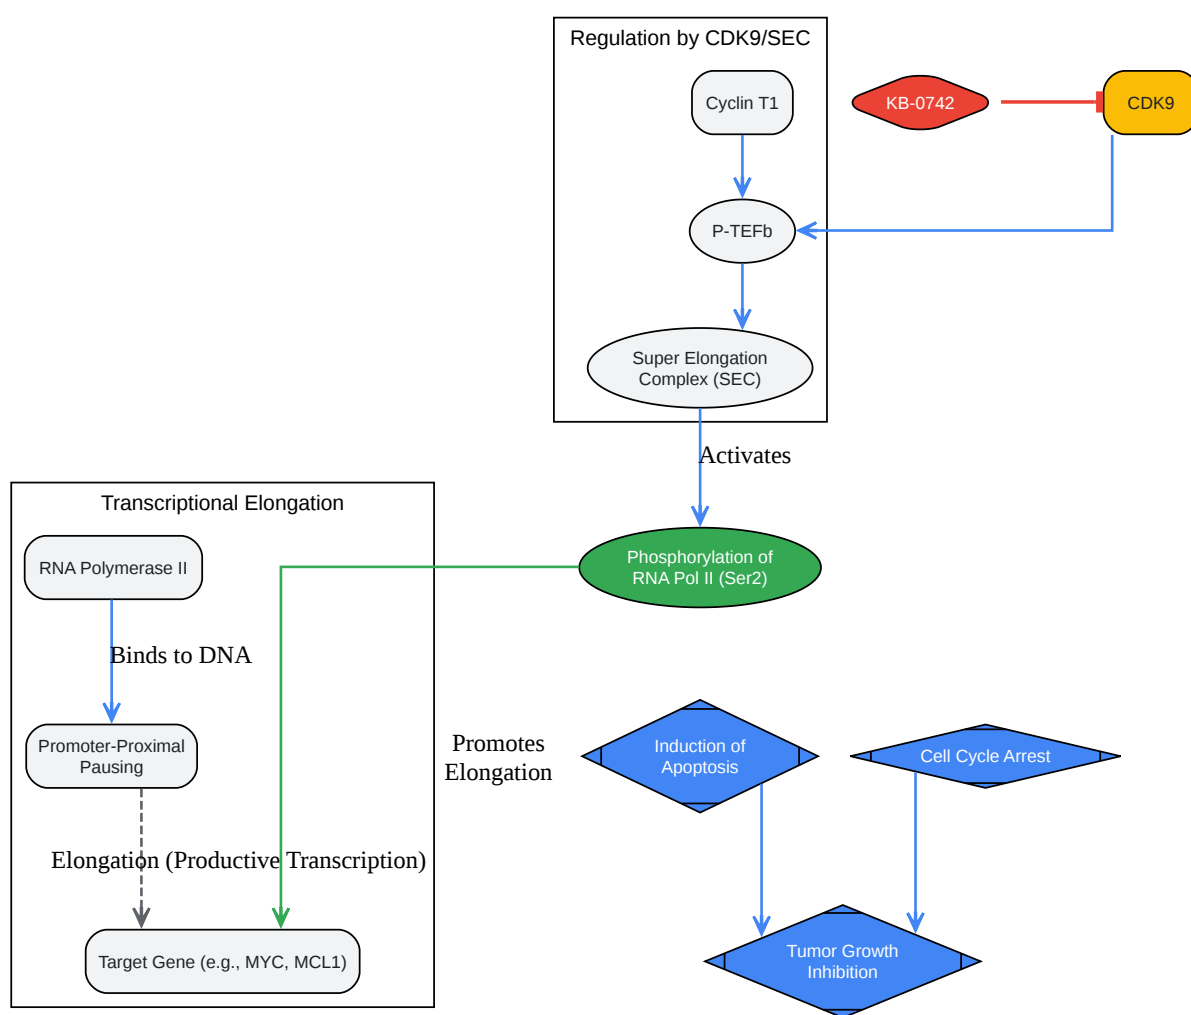 Regulation by CDK9/SEC
Cyclin T1
KB-0742
CDK9
P-TEFb
Super Elongation
Complex (SEC)
Activates
Transcriptional Elongation
RNA Polymerase II
Phosphorylation of
RNA Pol II (Ser2)
Binds to DNA
Promoter-Proximal
Pausing
Promotes
Elongation
Induction of
Apoptosis
Cell Cycle Arrest
Elongation (Productive Transcription)
Target Gene (e.g., MYC, MCL1)
Tumor Growth
Inhibition